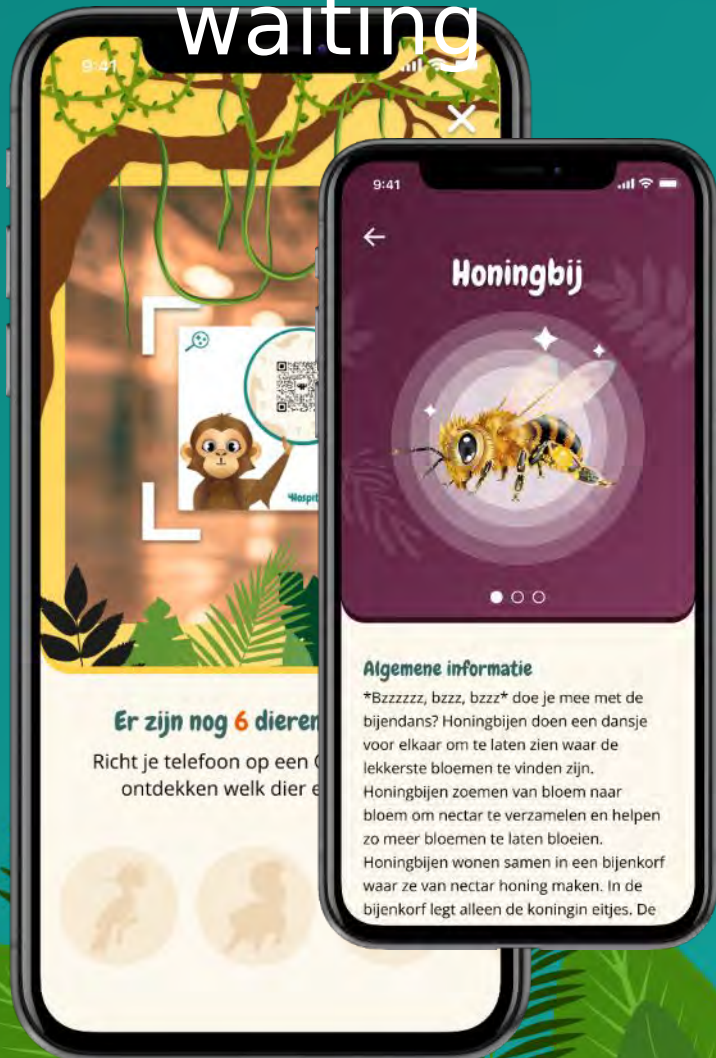 waiting
9:41
Er zijn nog 6 dieren
Richt je telefoon op een
ontdekken welk dier
9:41
Honingbij
Algemene informatie
*Bzzzzzz, bzzz, bzzz* doe je mee met de
bijendans? Honingbijen doen een dansje
voor elkaar om te laten zien waar de
lekkerste bloemen te vinden zijn.
Honingbijen zoemen van bloem naar
bloem om nectar te verzamelen en helpen
zo meer bloemen te laten bloeien.
Honingbijen wonen samen in een bijenkorf
waar ze van nectar honing maken. In de
bijenkorf legt alleen de koningin eitjes. De